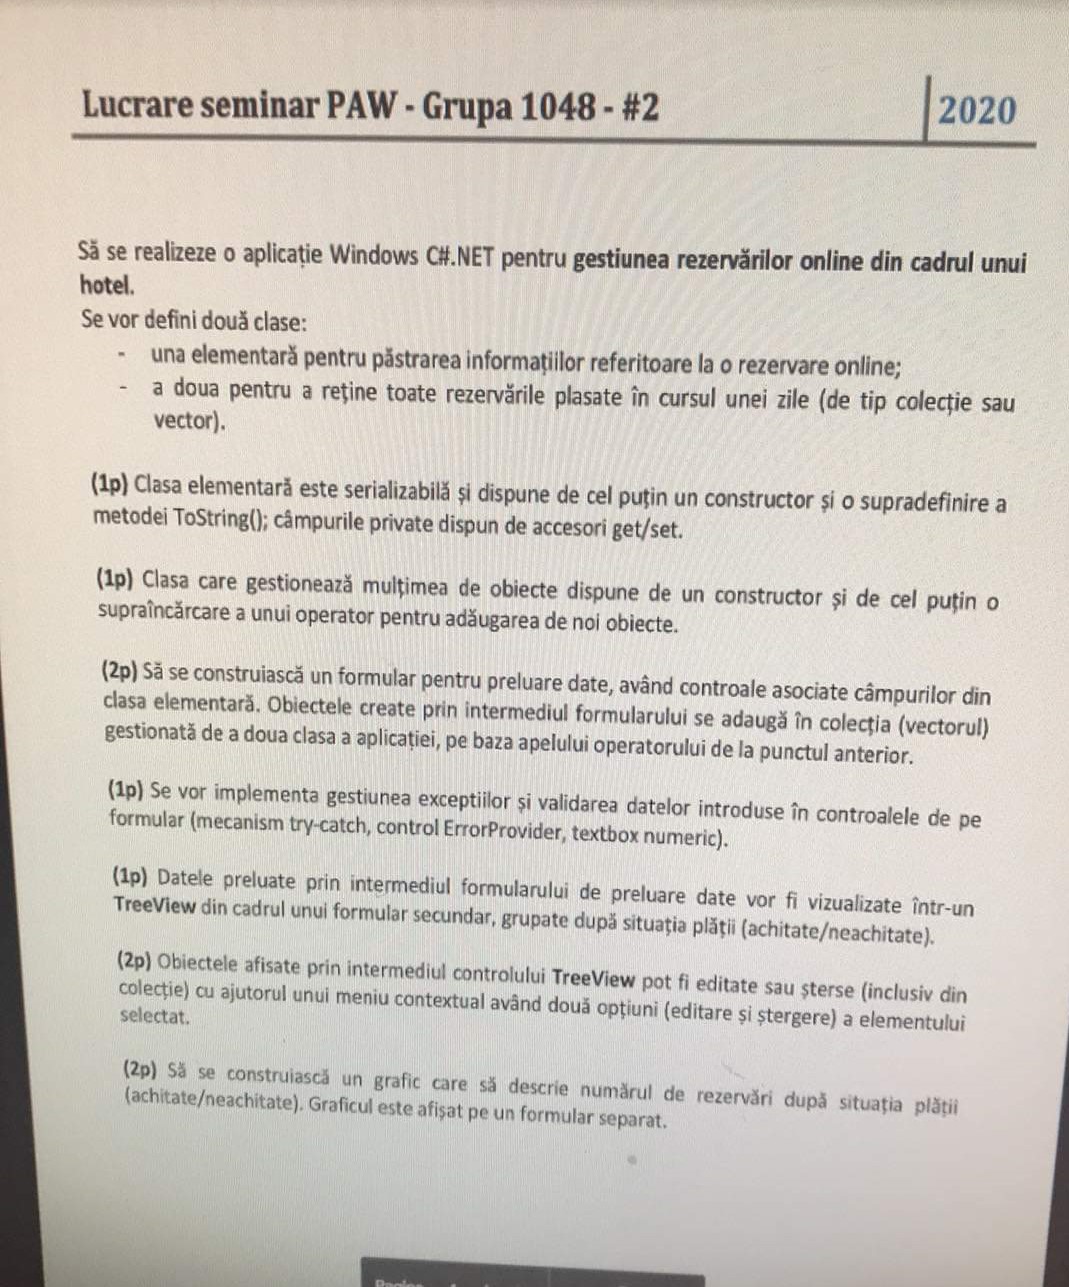 Lucrare seminar PAW - Grupa 1048 - #2
2020
Să se realizeze o aplicație Windows C#.NET pentru gestiunea rezervărilor online din cadrul unui
hotel.
Se vor defini două clase:
- una elementară pentru păstrarea informațiilor referitoare la o rezervare online;
- a doua pentru a reține toate rezervările plasate în cursul unei zile (de tip colecție sau
vector).
(1p) Clasa elementară este serializabilă și dispune de cel puțin un constructor și o supradefinire a
metodei ToString(); câmpurile private dispun de accesori get/set.
(1p) Clasa care gestionează mulțimea de obiecte dispune de un constructor și de cel puțin o
supraîncărcare a unui operator pentru adăugarea de noi obiecte.
(2p) Să se construiască un formular pentru preluare date, având controale asociate câmpurilor din
clasa elementară. Obiectele create prin intermediul formularului se adaugă în colecția (vectorul)
gestionată de a doua clasa a aplicației, pe baza apelului operatorului de la punctul anterior.
(1p) Se vor implementa gestiunea exceptiilor și validarea datelor introduse în controalele de pe
formular (mecanism try-catch, control ErrorProvider, textbox numeric).
(1p) Datele preluate prin intermediul formularului de preluare date vor fi vizualizate într-un
TreeView din cadrul unui formular secundar, grupate după situația plății (achitate/neachitate).
(2p) Obiectele afisate prin intermediul controlului TreeView pot fi editate sau șterse (inclusiv din
colecție) cu ajutorul unui meniu contextual având două opțiuni (editare și ștergere) a elementului
selectat.
(2p) Să se construiască un grafic care să descrie numărul de rezervări după situația plății
(achitate/neachitate). Graficul este afișat pe un formular separat.